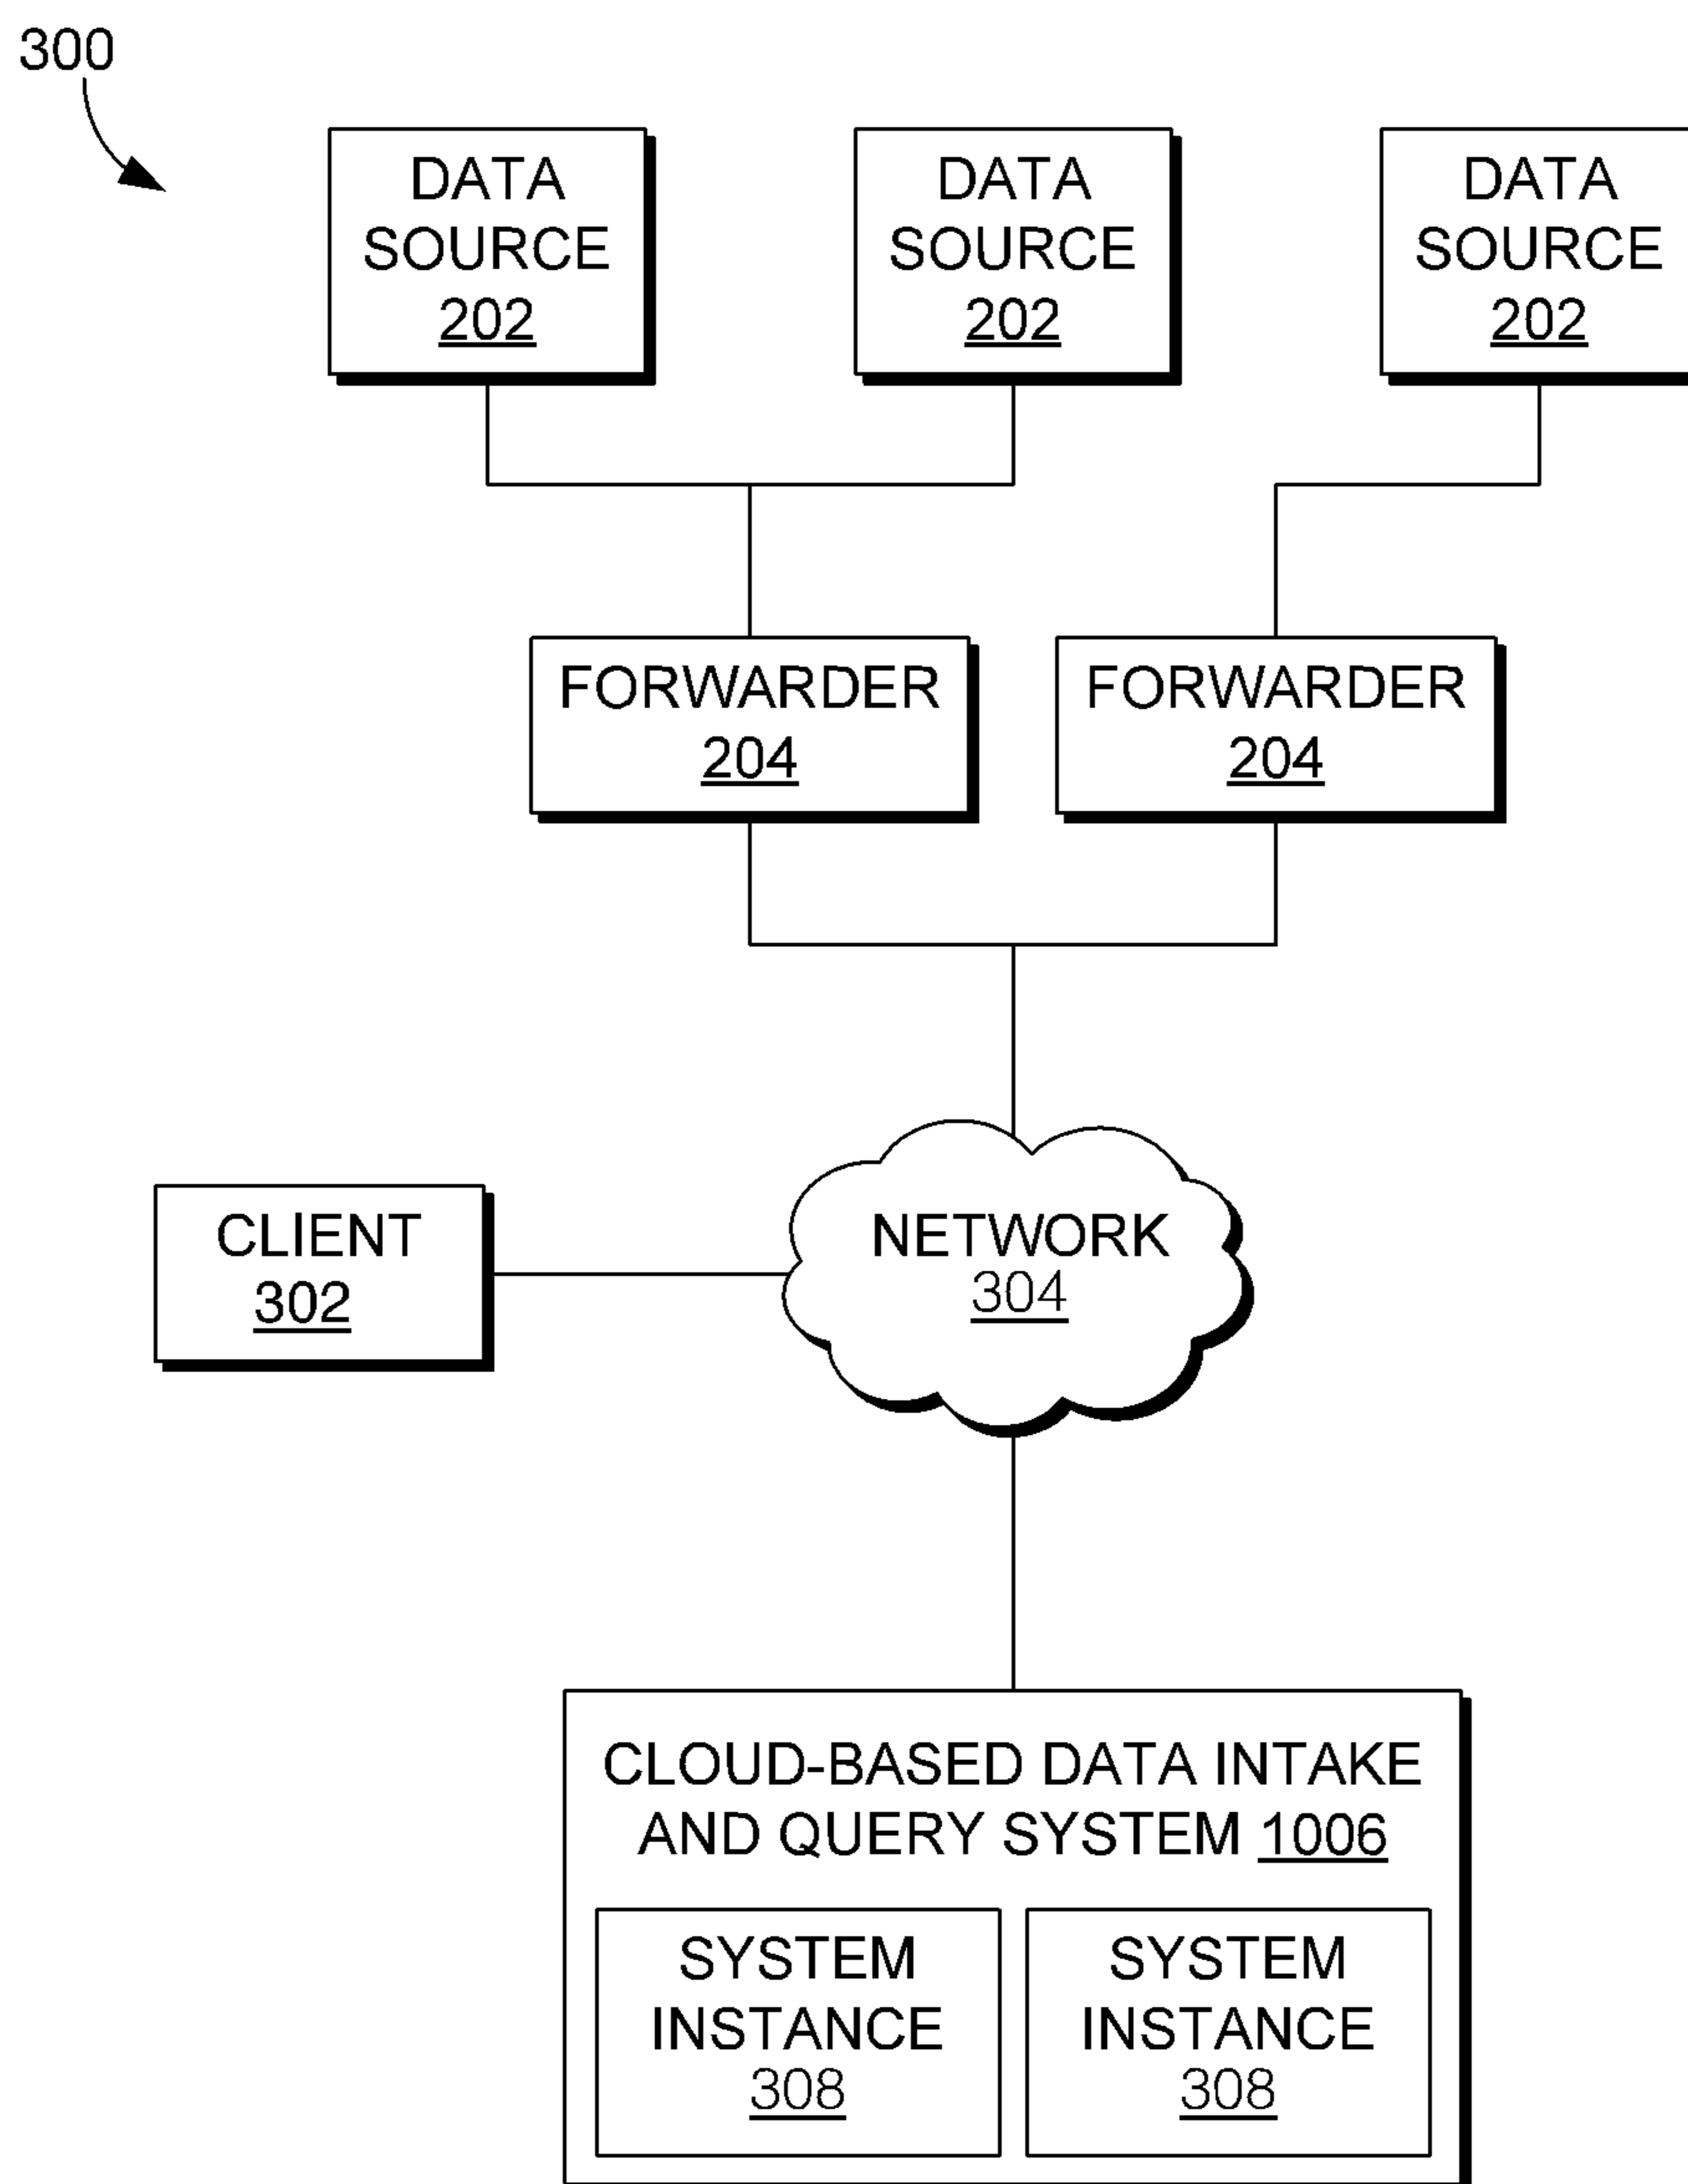 300
DATA
SOURCE
202
DATA
SOURCE
202
DATA
SOURCE
202
FORWARDER
204
FORWARDER
204
CLIENT
302
NETWORK
304
CLOUD-BASED DATA INTAKE
AND QUERY SYSTEM 1006
SYSTEM
INSTANCE
308
SYSTEM
INSTANCE
308